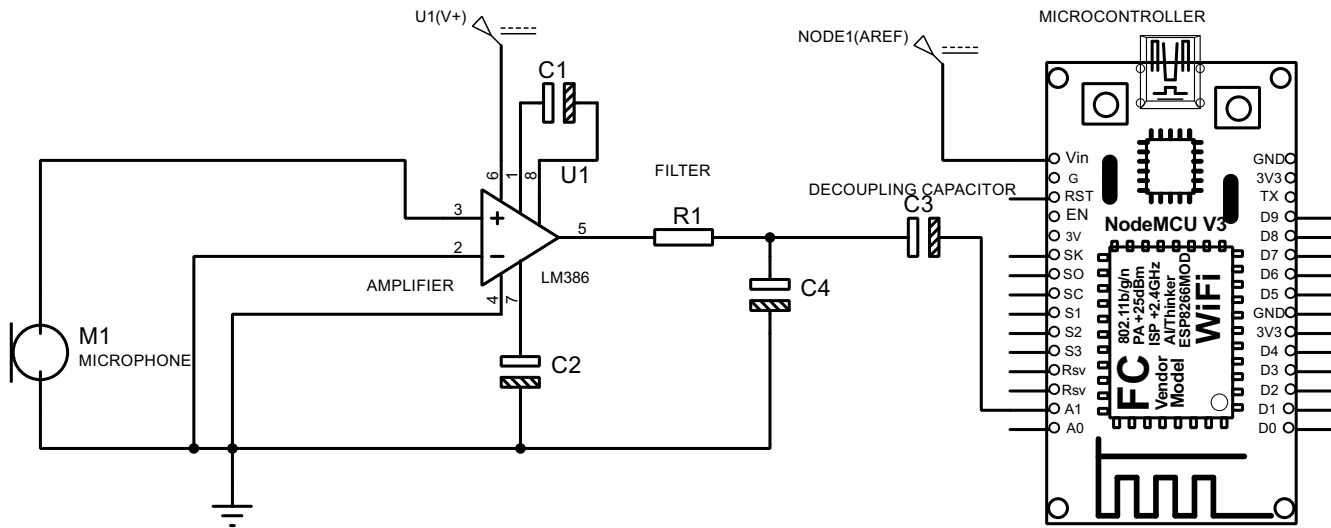 U1(V+)
C1
6
1
8
U1
3
2
5
4
7
AMPLIFIER
LM386
M1
MICROPHONE
C2
FILTER
R1
C4
DECOUPLING CAPACITOR
C3
NODE1(AREF)
MICROCONTROLLER
Vin
G
RST
EN
3V
SK
SO
SC
S1
S2
S3
Rsv
Rsv
A1
A0
NodeMCU V3
802.11b/g/n
PA +25dBm
ISP +2.4GHz
AI/Thinker
ESP8266MOD
WiFi
FC
Vendor
Model
GND
3V3
TX
D9
D8
D7
D6
D5
GND
3V3
D4
D3
D2
D1
D0